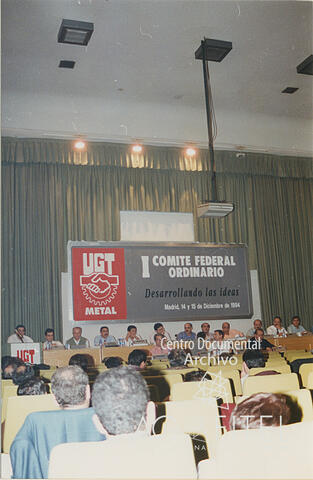 UGT
METAL
I COMITE FEDERAL
ORDINARIO
Desarrollando las ideas
Madrid, 14 y 15 de Diciembre de 1994
UGT
Centro Documental
Archivo